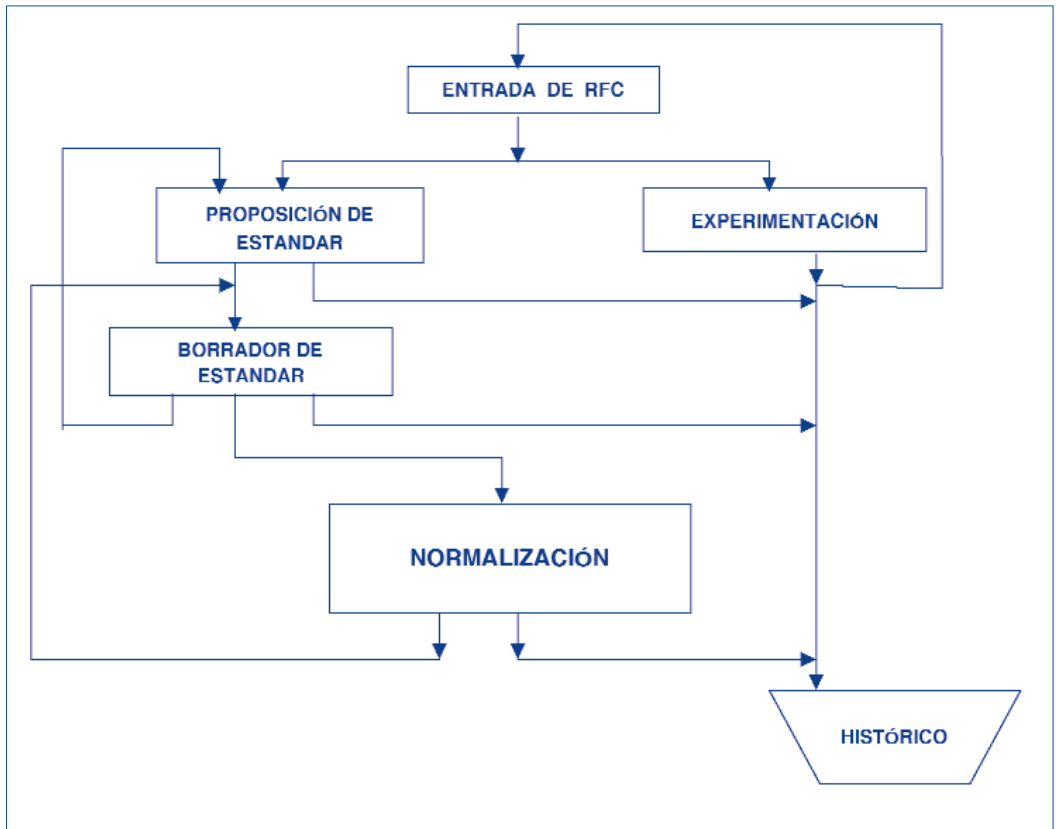 ENTRADA DE RFC
PROPOSICIÓN DE
ESTANDAR
EXPERIMENTACIÓN
BORRADOR DE
ESTANDAR
NORMALIZACIÓN
HISTÓRICO